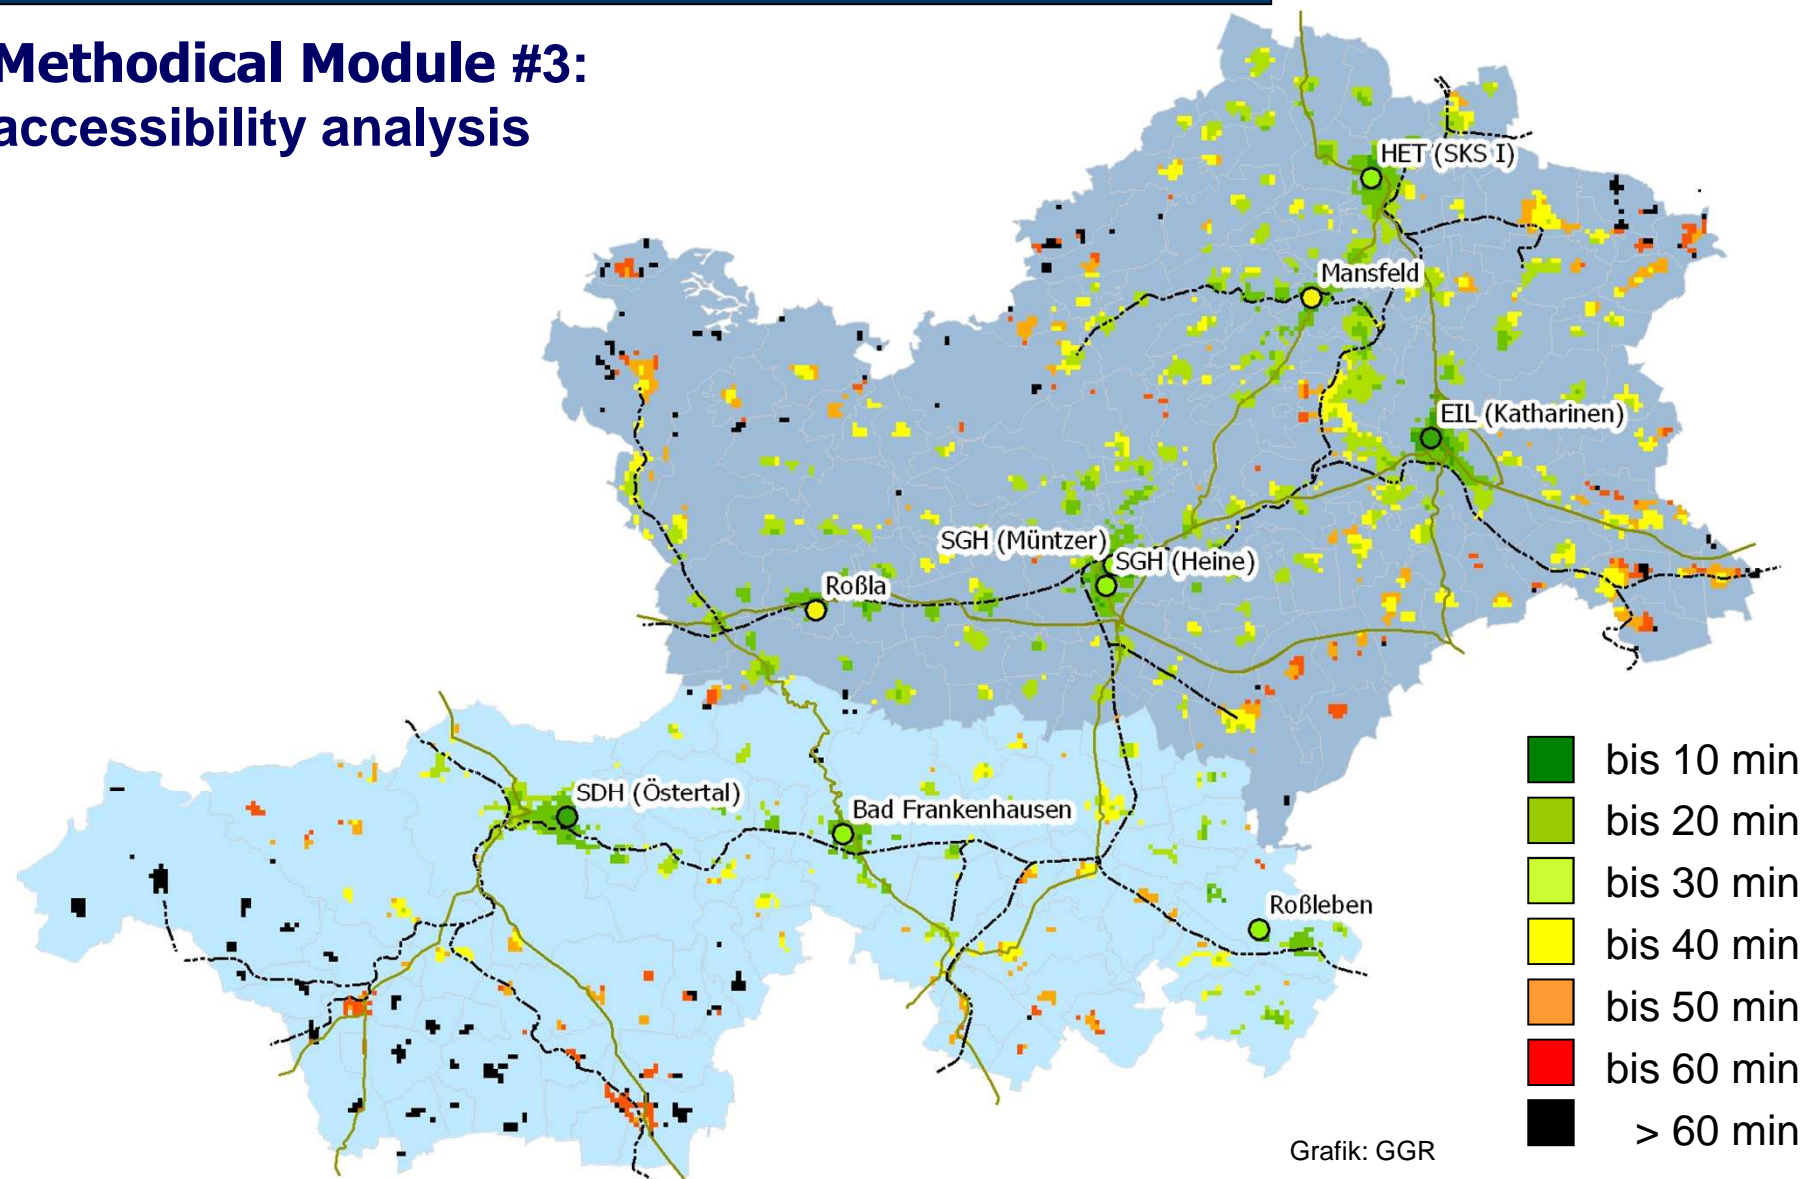 Methodical Module #3:
accessibility analysis
HET (SKS I)
Mansfeld
EIL (Katharinen)
SGH (Müntzer)
SGH (Heine)
Roßla
SDH (Östertal)
Bad Frankenhausen
Roßleben
bis 10 min
bis 20 min
bis 30 min
bis 40 min
bis 50 min
bis 60 min
> 60 min
Grafik: GGR